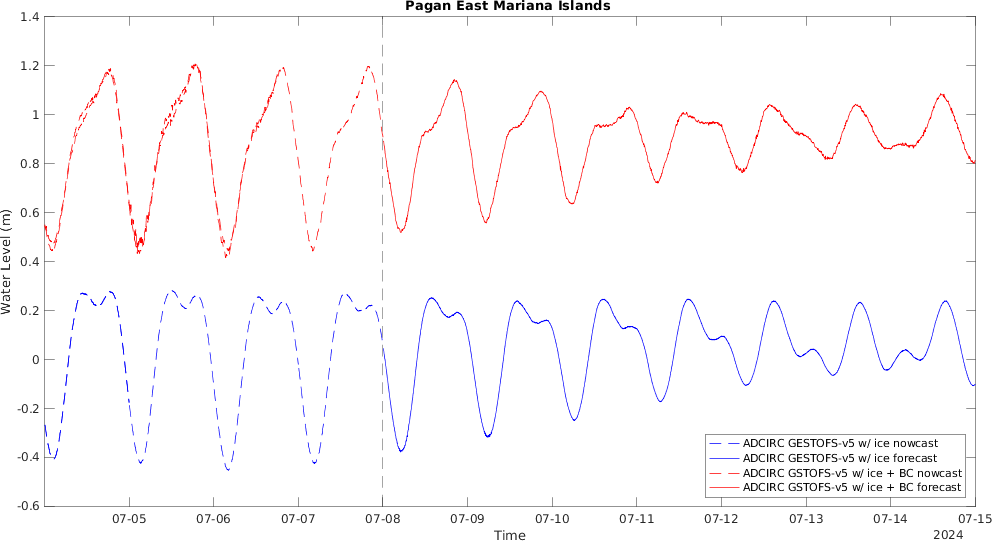 Pagan East Mariana Islands
1.4
1.2
1
0.8
0.6
0.4
0.2
0
-0.2
-0.4
-0.6
Water Level (m)
ADCIRC GESTOFS-v5 w/ ice nowcast
ADCIRC GESTOFS-v5 w/ ice forecast
ADCIRC GSTOFS-v5 w/ ice + BC nowcast
ADCIRC GSTOFS-v5 w/ ice + BC forecast
07-05 07-06 07-07 07-08 07-09 07-10 07-11 07-12 07-13 07-14 07-15
Time
2024